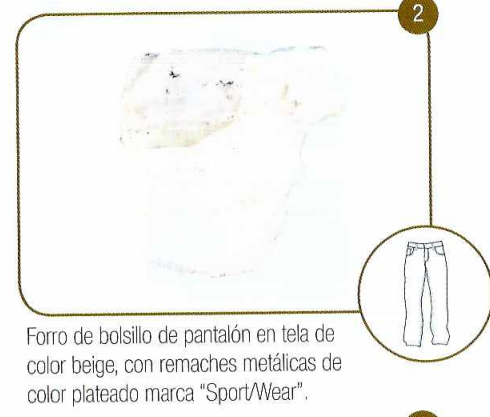 2
Forro de bolsillo de pantalón en tela de
color beige, con remaches metálicas de
color plateado marca “Sport/Wear”.